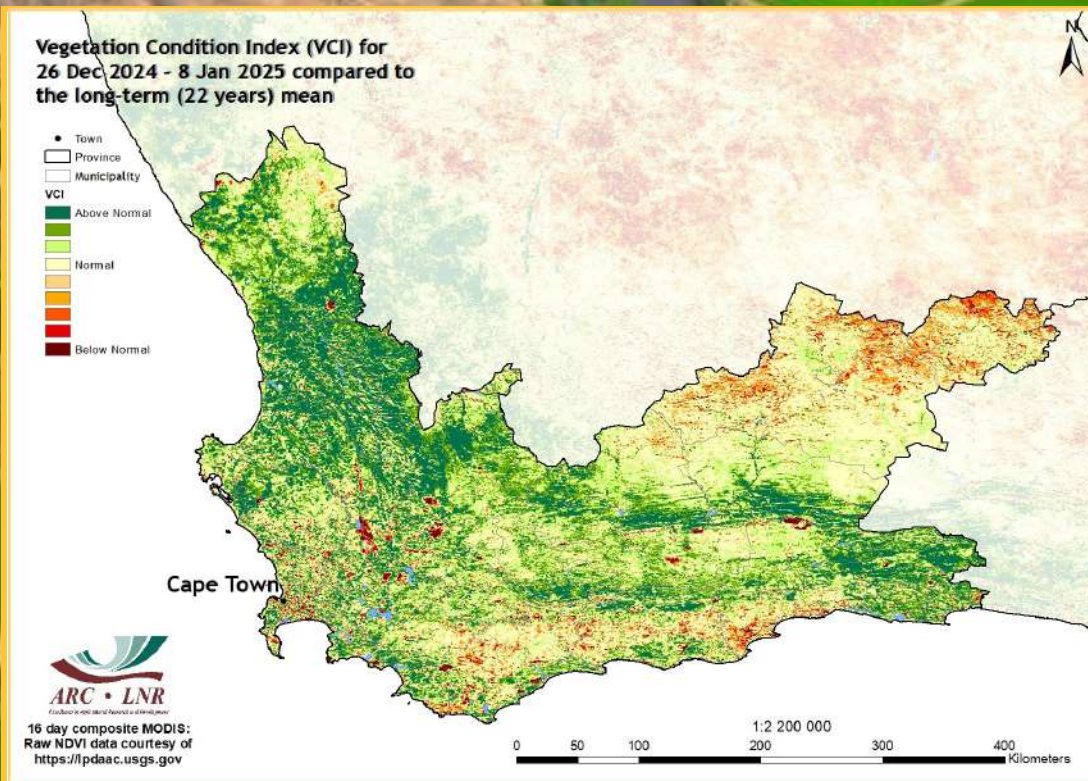 Vegetation Condition Index (VCI) for
26 Dec 2024 - 8 Jan 2025 compared to
the long-term (22 years) mean
N
Town
Province
Municipality
VCI
Above Normal
Normal
Below Normal
Cape Town
ARC • LNR
16 day composite MODIS:
Raw NDVI data courtesy of
https://lpdaac.usgs.gov
1:2 200 000
0 50 100 200 300 400
Kilometers